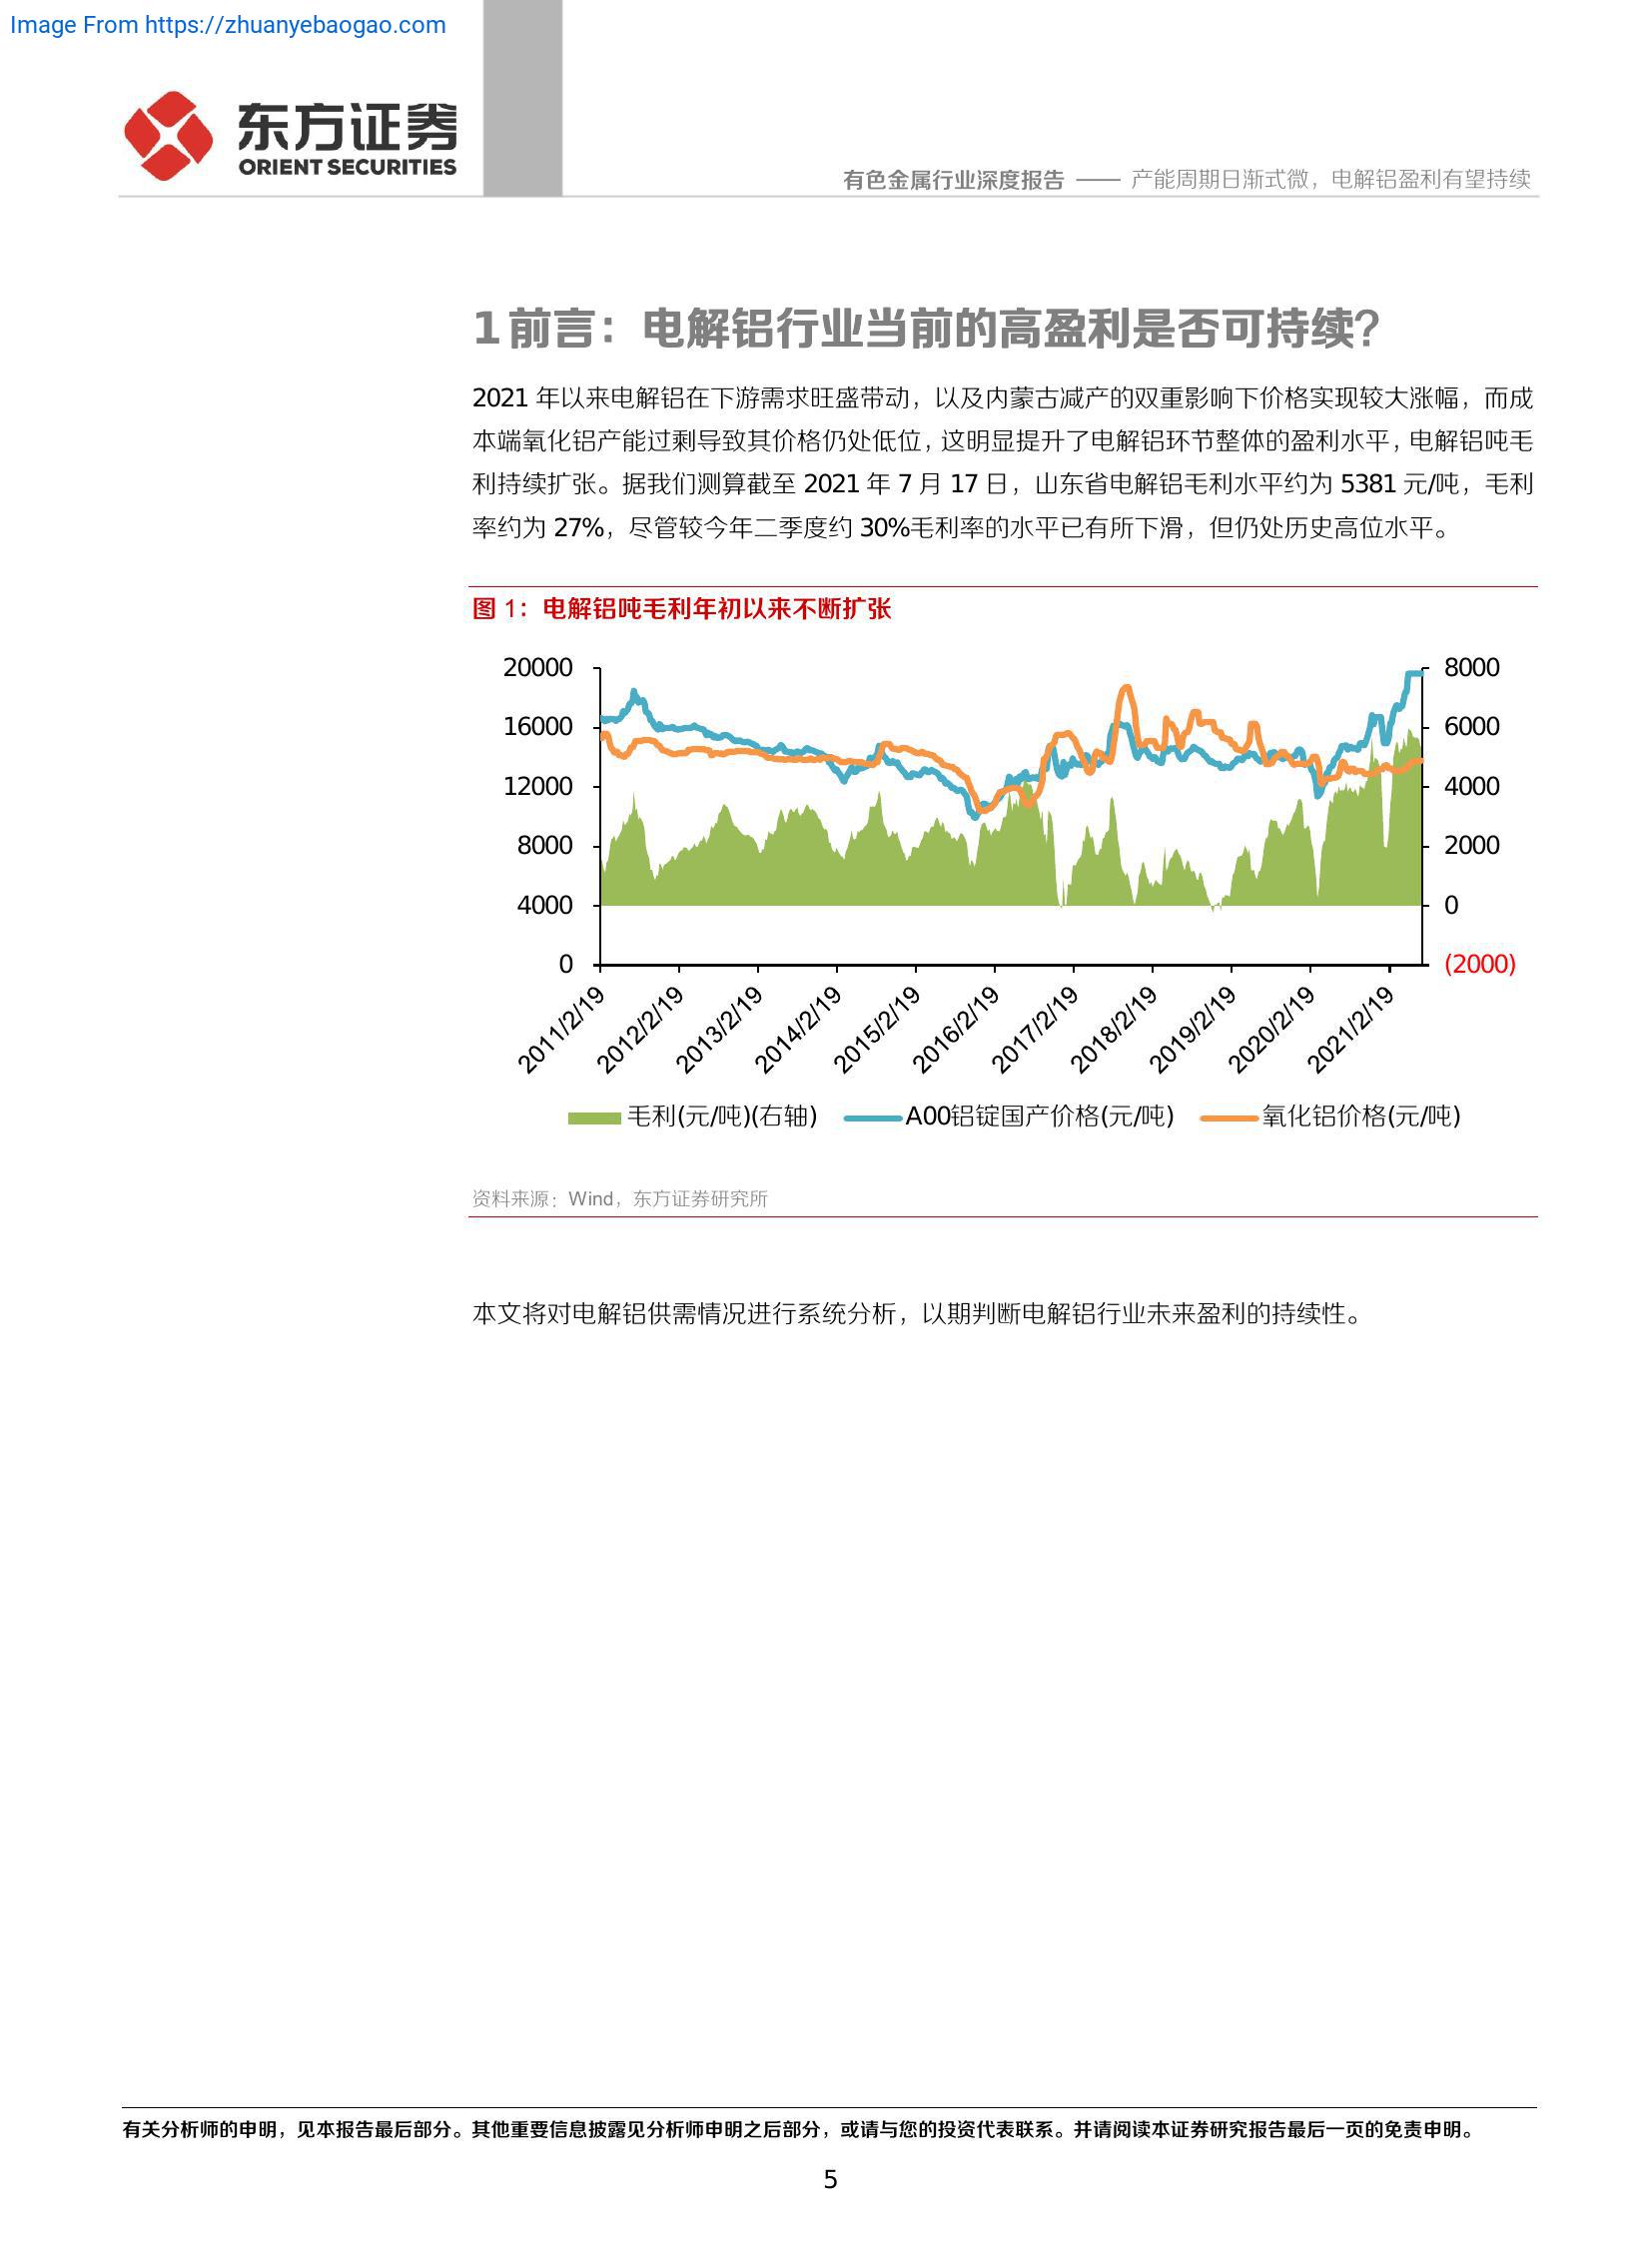 Image From https://zhuanyebaogao.com
东方证券
ORIENT SECURITIES
有色金属行业深度报告 —— 产能周期日渐式微，电解铝盈利有望持续
1 前言：电解铝行业当前的高盈利是否可持续？
2021 年以来电解铝在下游需求旺盛带动，以及内蒙古减产的双重影响下价格实现较大涨幅，而成
本端氧化铝产能过剩导致其价格仍处低位，这明显提升了电解铝环节整体的盈利水平，电解铝吨毛
利持续扩张。据我们测算截至 2021 年 7 月 17 日，山东省电解铝毛利水平约为 5381 元/吨，毛利
率约为 27%，尽管较今年二季度约 30%毛利率的水平已有所下滑，但仍处历史高位水平。
图 1：电解铝吨毛利年初以来不断扩张
20000 8000
16000 6000
12000 4000
8000 2000
4000 0
0 (2000)
2011/2/19 2012/2/19 2013/2/19 2014/2/19 2015/2/19 2016/2/19 2017/2/19 2018/2/19 2019/2/19 2020/2/19 2021/2/19
毛利(元/吨)(右轴) A00铝锭国产价格(元/吨) 氧化铝价格(元/吨)
资料来源：Wind，东方证券研究所
本文将对电解铝供需情况进行系统分析，以期判断电解铝行业未来盈利的持续性。
有关分析师的申明，见本报告最后部分。其他重要信息披露见分析师申明之后部分，或请与您的投资代表联系。并请阅读本证券研究报告最后一页的免责申明。
5